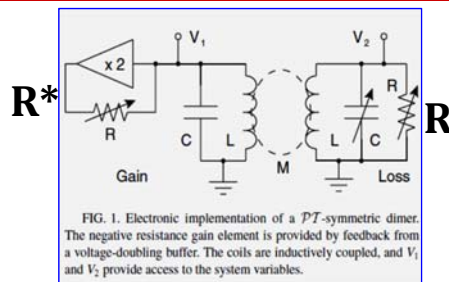 V₁ V₂
x 2
R* R R
R C L M L C
Gain Loss
FIG. 1. Electronic implementation of a 𝒫𝒯-symmetric dimer.
The negative resistance gain element is provided by feedback from
a voltage-doubling buffer. The coils are inductively coupled, and V₁
and V₂ provide access to the system variables.